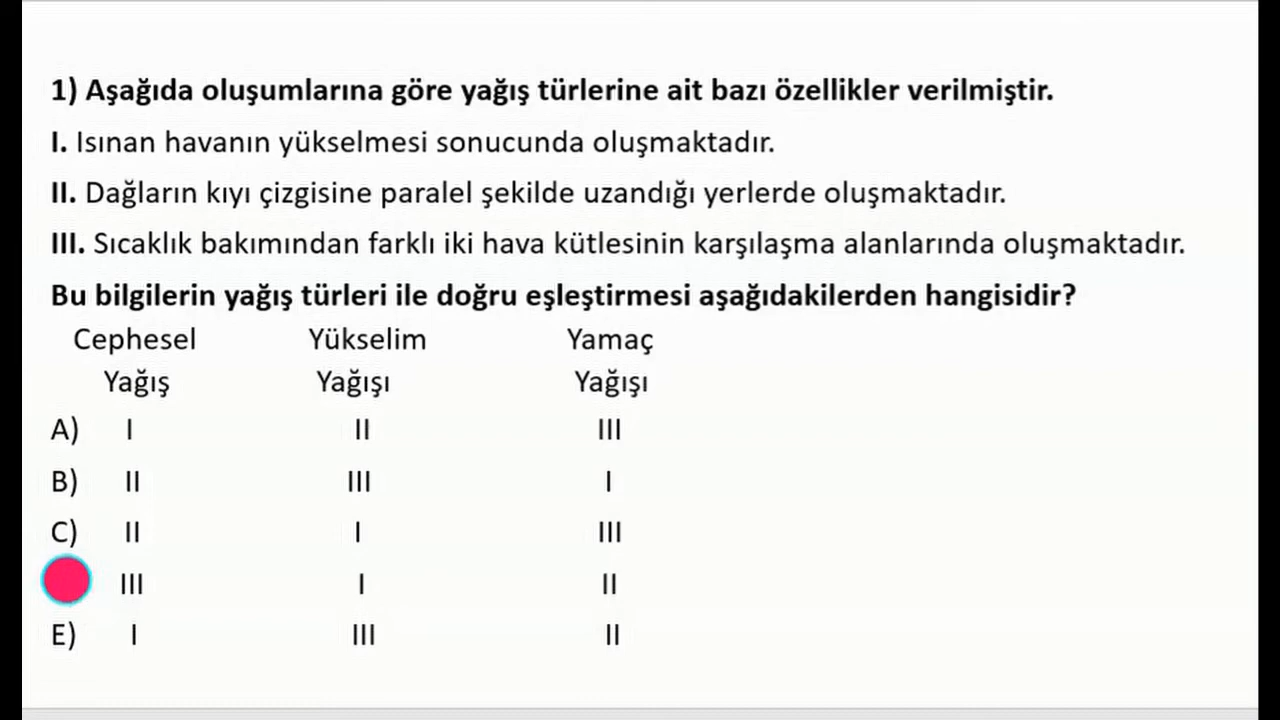 1) Aşağıda oluşumlarına göre yağış türlerine ait bazı özellikler verilmiştir.
I. Isınan havanın yükselmesi sonucunda oluşmaktadır.
II. Dağların kıyı çizgisine paralel şekilde uzandığı yerlerde oluşmaktadır.
III. Sıcaklık bakımından farklı iki hava kütlesinin karşılaşma alanlarında oluşmaktadır.
Bu bilgilerin yağış türleri ile doğru eşleştirmesi aşağıdakilerden hangisidir?
Cephesel Yükselim Yamaç
Yağış Yağışı Yağışı
A) I II III
B) II III I
C) II I III
III I II
E) I III II